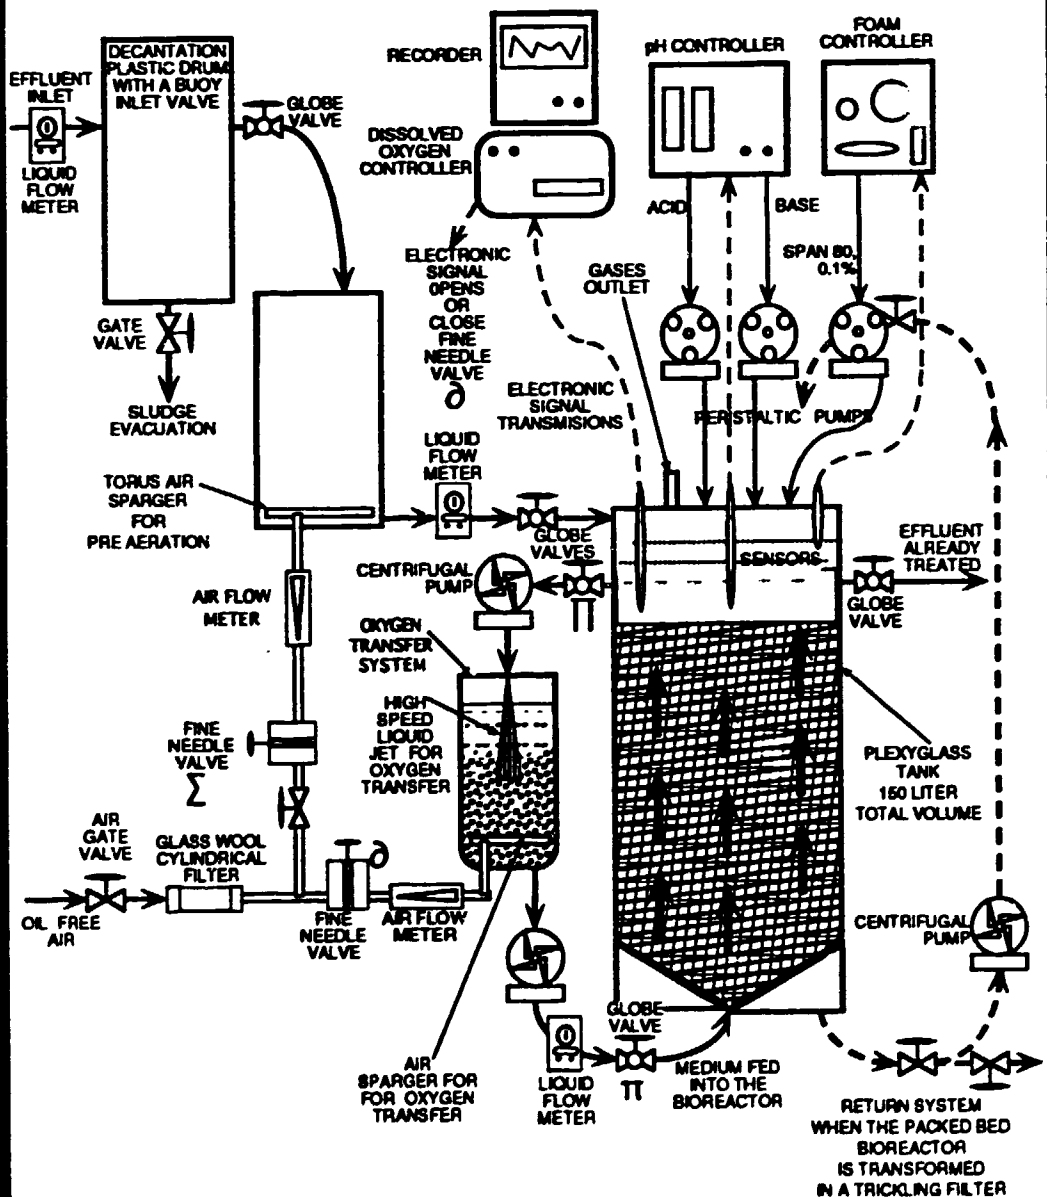 RECORDER
pH CONTROLLER
FOAM
CONTROLLER
DECANTATION
PLASTIC DRUM
WITH A BUOY
INLET VALVE
EFFLUENT
INLET
GLOBE
VALVE
LIQUID
FLOW
METER
DISSOLVED
OXYGEN
CONTROLLER
ACID
BASE
SPAN 80,
0.1%
GASES
OUTLET
ELECTRONIC
SIGNAL
OPENS
OR
CLOSE
FINE
NEEDLE
VALVE
∂
GATE
VALVE
SLUDGE
EVACUATION
ELECTRONIC
SIGNAL
TRANSMISIONS
PERISTALTIC PUMPS
LIQUID
FLOW
METER
TORUS AIR
SPARGER
FOR
PRE AERATION
GLOBE
VALVES
SENSORS
EFFLUENT
ALREADY
TREATED
CENTRIFUGAL
PUMP
Π
GLOBE
VALVE
AIR FLOW
METER
OXYGEN
TRANSFER
SYSTEM
HIGH
SPEED
LIQUID
JET FOR
OXYGEN
TRANSFER
FINE
NEEDLE
VALVE
Σ
PLEXYGLASS
TANK
150 LITER
TOTAL VOLUME
AIR
GATE
VALVE
GLASS WOOL
CYLINDRICAL
FILTER
∂
OIL FREE
AIR
FINE
NEEDLE
VALVE
AIR FLOW
METER
CENTRIFUGAL
PUMP
GLOBE
VALVE
π
AIR
SPARGER FOR
FOR OXYGEN
TRANSFER
LIQUID
FLOW
METER
MEDIUM FED
INTO THE
BIOREACTOR
RETURN SYSTEM
WHEN THE PACKED BED
BIOREACTOR
IS TRANSFORMED
IN A TRICKLING FILTER